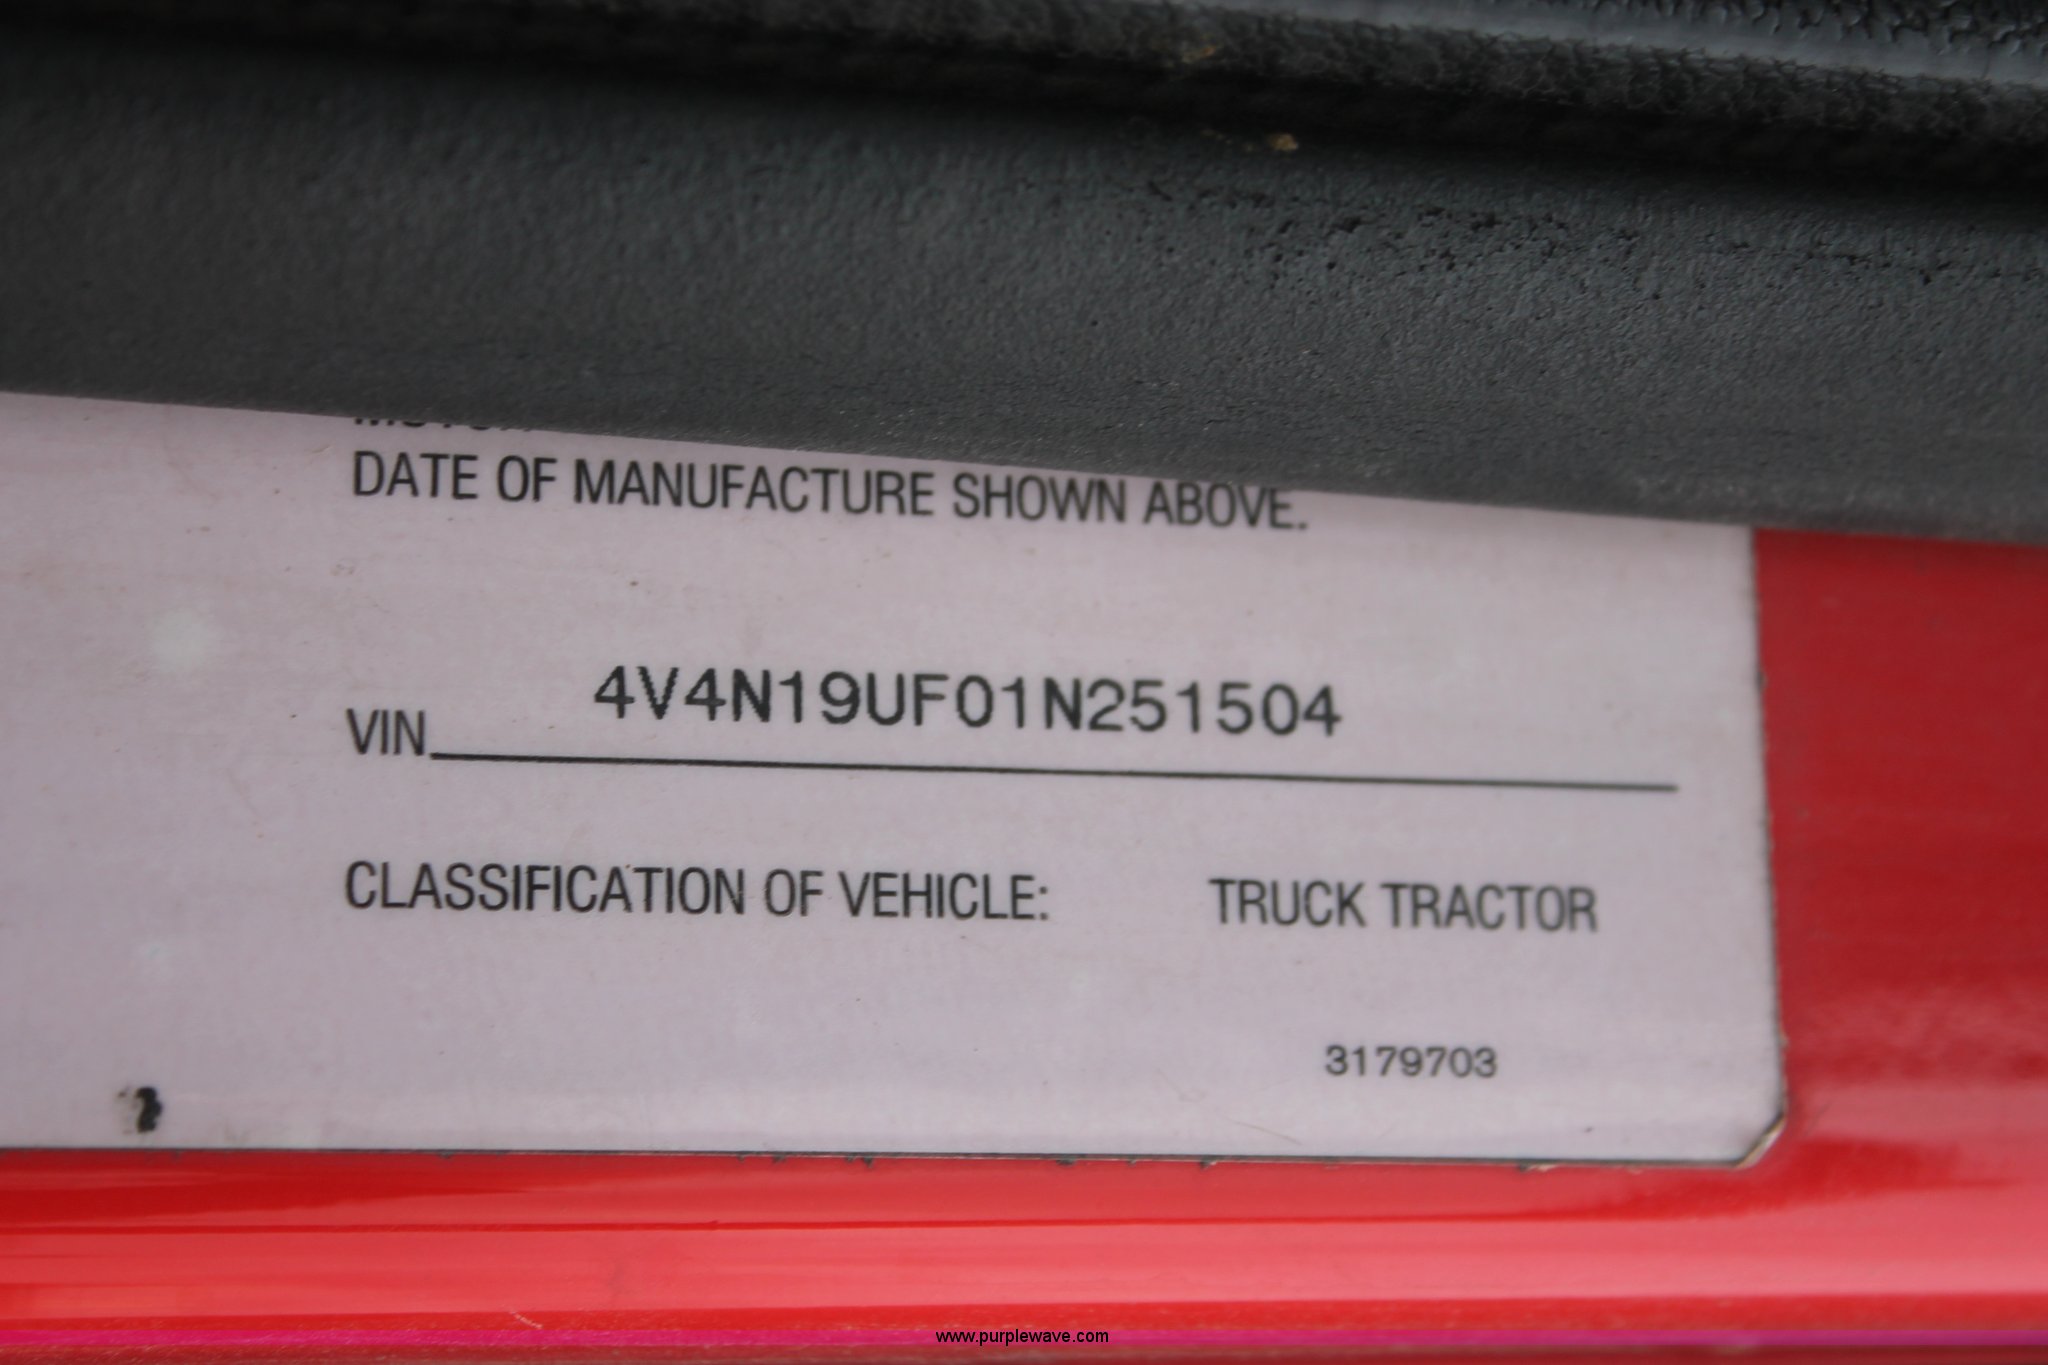 DATE OF MANUFACTURE SHOWN ABOVE.
VIN 4V4N19UF01N251504
CLASSIFICATION OF VEHICLE: TRUCK TRACTOR
3179703
www.purplewave.com